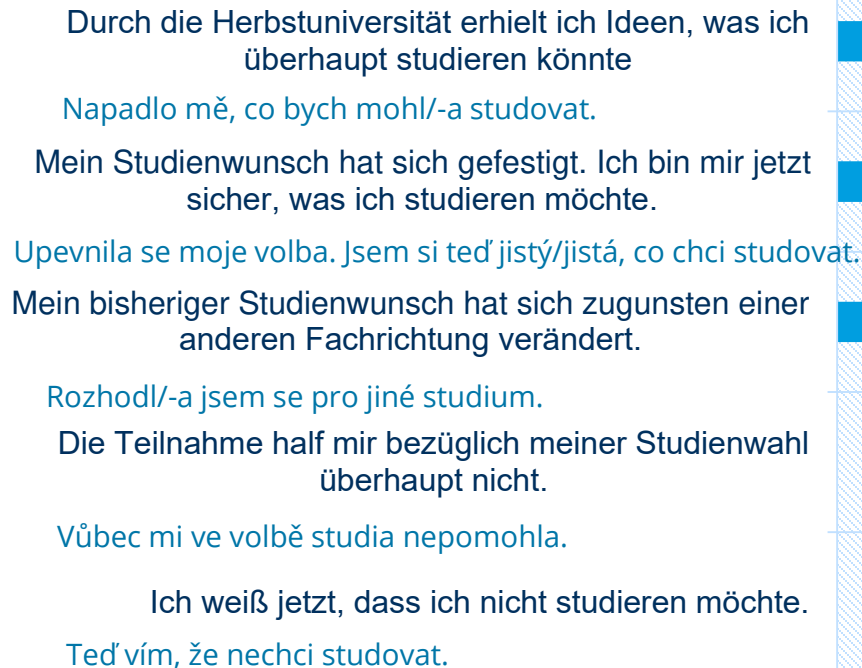 Durch die Herbstuniversität erhielt ich Ideen, was ich
überhaupt studieren könnte
Napadlo mě, co bych mohl/-a studovat.
Mein Studienwunsch hat sich gefestigt. Ich bin mir jetzt
sicher, was ich studieren möchte.
Upevnila se moje volba. Jsem si teď jistý/jistá, co chci studovat.
Mein bisheriger Studienwunsch hat sich zugunsten einer
anderen Fachrichtung verändert.
Rozhodl/-a jsem se pro jiné studium.
Die Teilnahme half mir bezüglich meiner Studienwahl
überhaupt nicht.
Vůbec mi ve volbě studia nepomohla.
Ich weiß jetzt, dass ich nicht studieren möchte.
Teď vím, že nechci studovat.